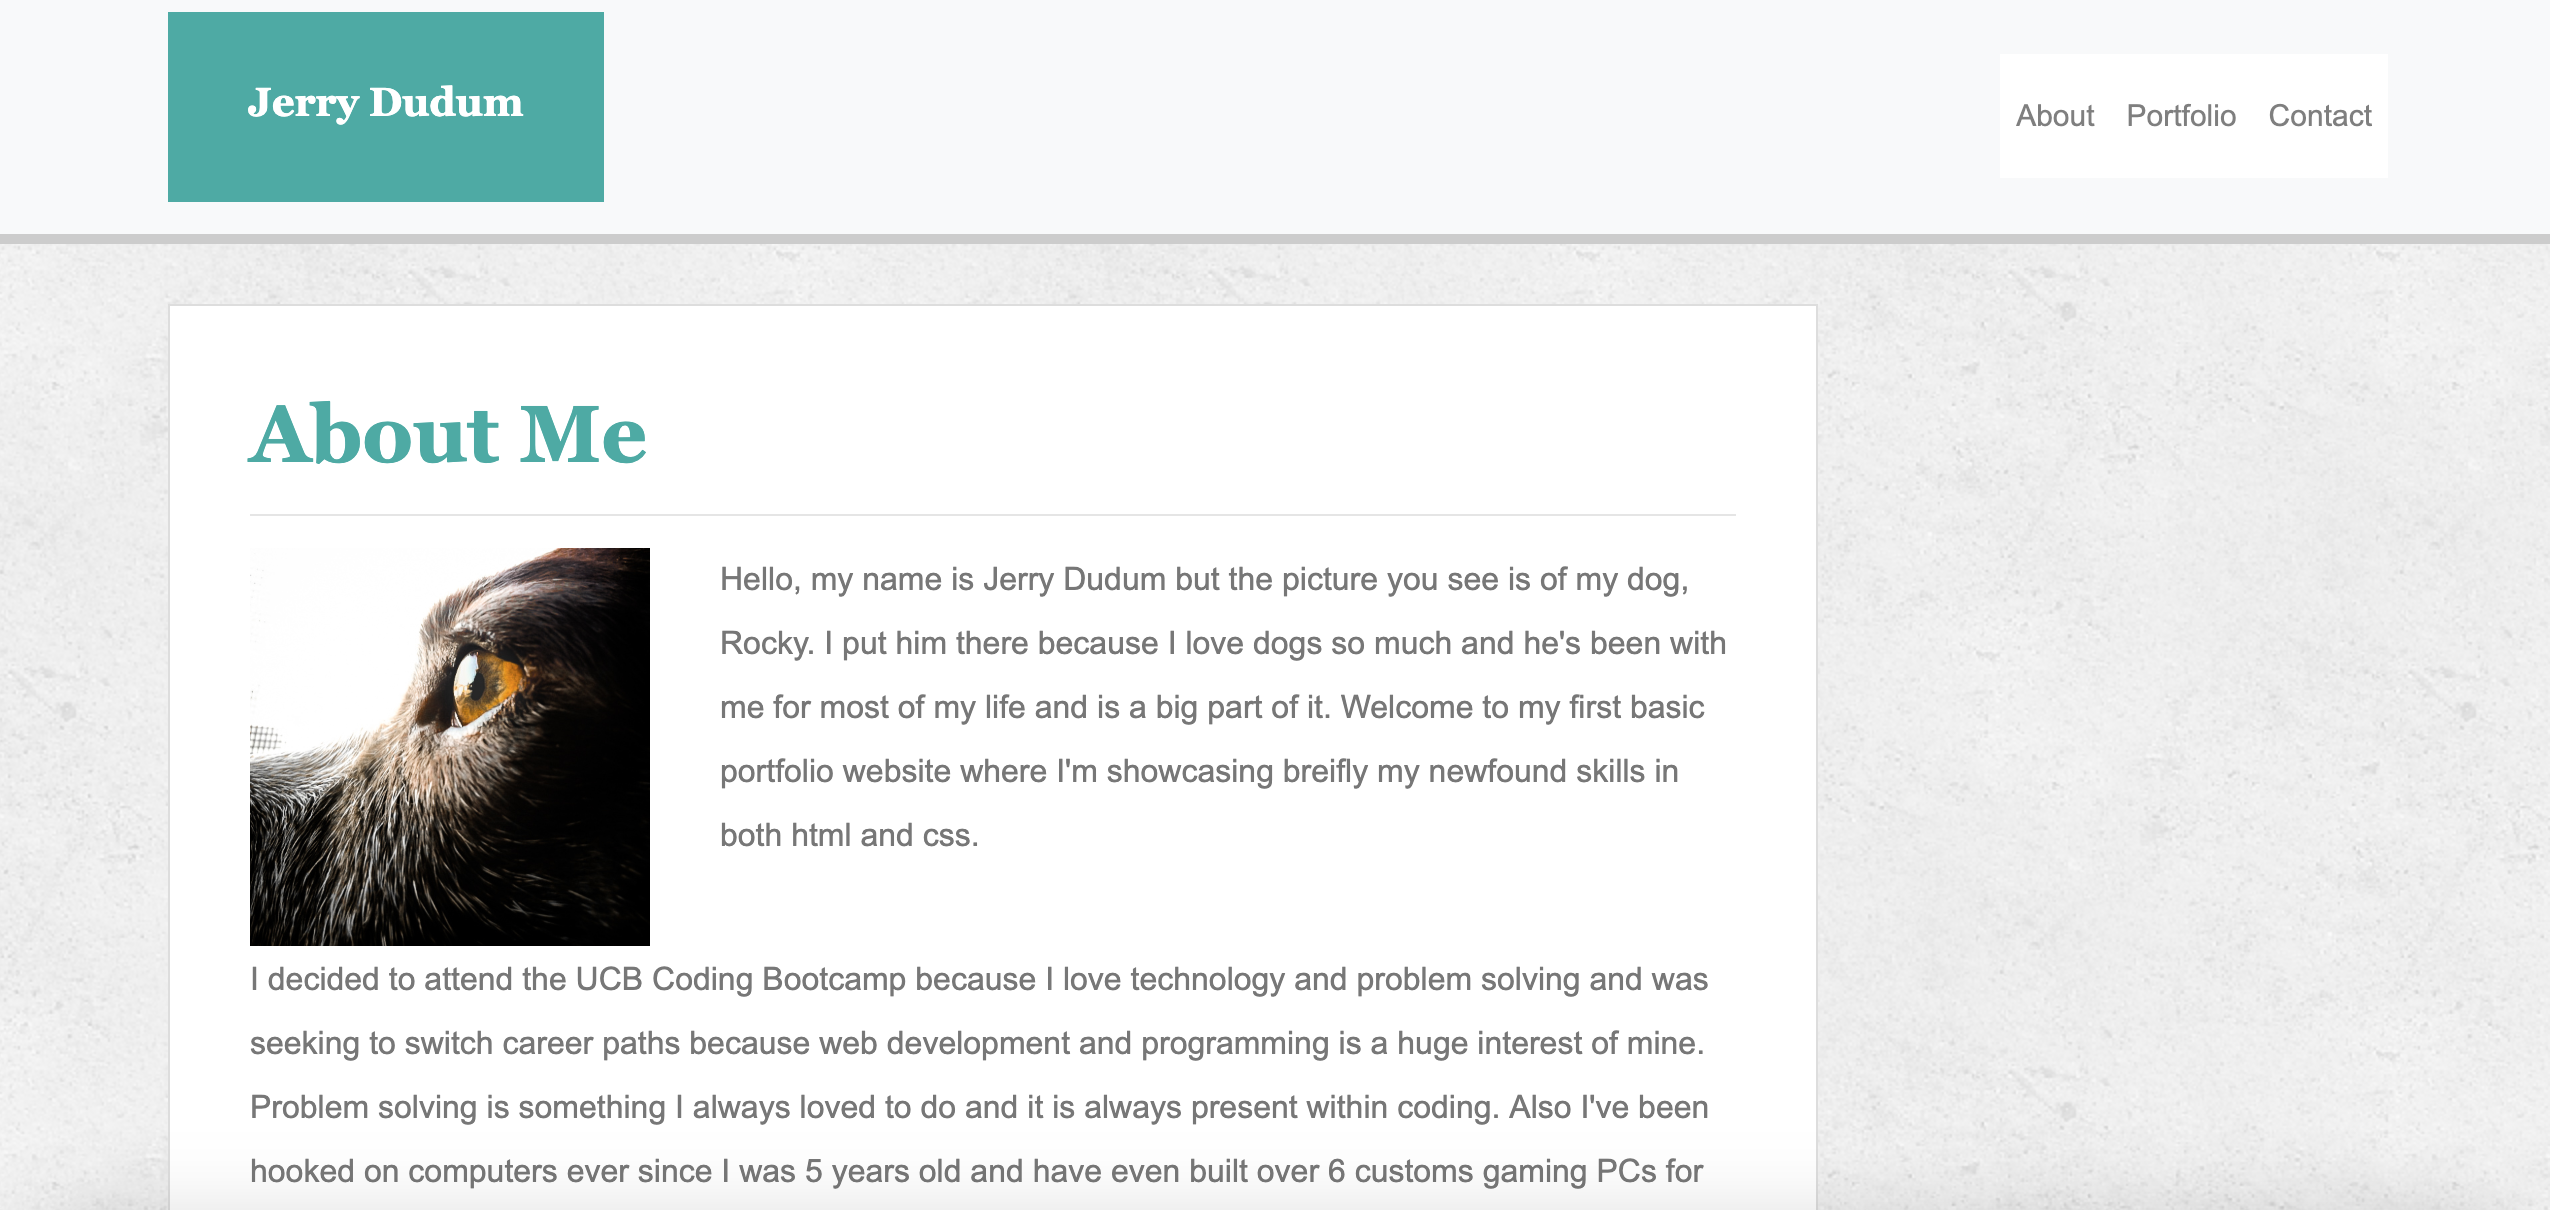 Jerry Dudum
About Portfolio Contact
About Me
Hello, my name is Jerry Dudum but the picture you see is of my dog,
Rocky. I put him there because I love dogs so much and he's been with
me for most of my life and is a big part of it. Welcome to my first basic
portfolio website where I'm showcasing breifly my newfound skills in
both html and css.
I decided to attend the UCB Coding Bootcamp because I love technology and problem solving and was
seeking to switch career paths because web development and programming is a huge interest of mine.
Problem solving is something I always loved to do and it is always present within coding. Also I've been
hooked on computers ever since I was 5 years old and have even built over 6 customs gaming PCs for